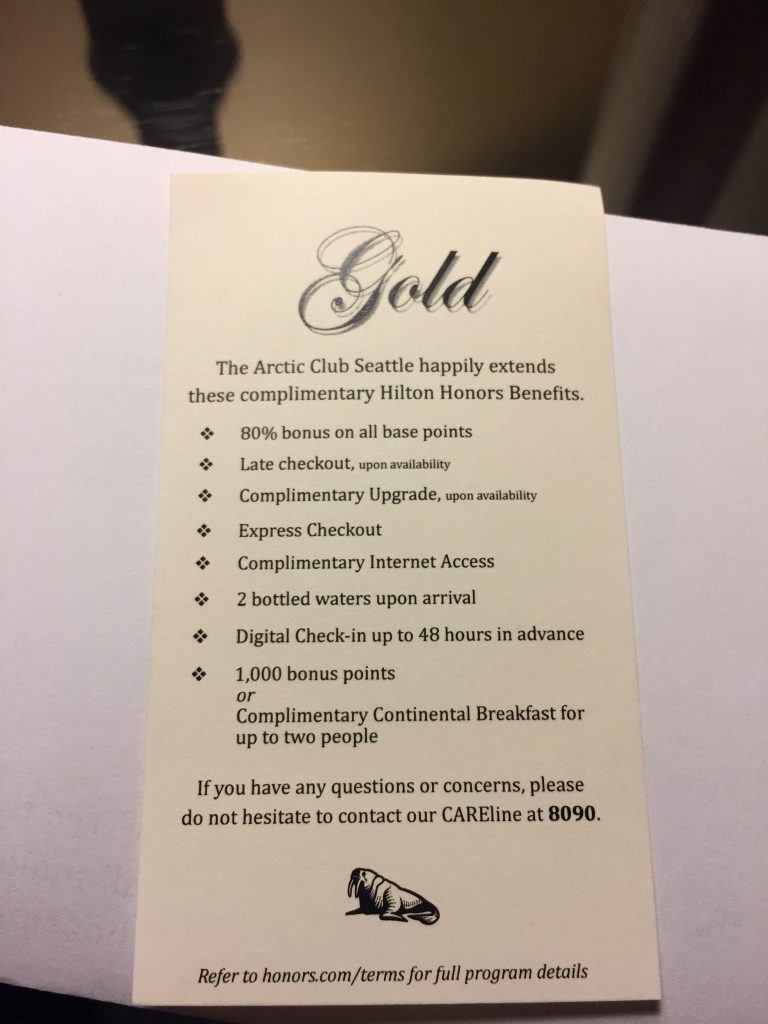 Gold
The Arctic Club Seattle happily extends
these complimentary Hilton Honors Benefits.
❖ 80% bonus on all base points
❖ Late checkout, upon availability
❖ Complimentary Upgrade, upon availability
❖ Express Checkout
❖ Complimentary Internet Access
❖ 2 bottled waters upon arrival
❖ Digital Check-in up to 48 hours in advance
❖ 1,000 bonus points
or
Complimentary Continental Breakfast for
up to two people
If you have any questions or concerns, please
do not hesitate to contact our CAREline at 8090.
Refer to honors.com/terms for full program details